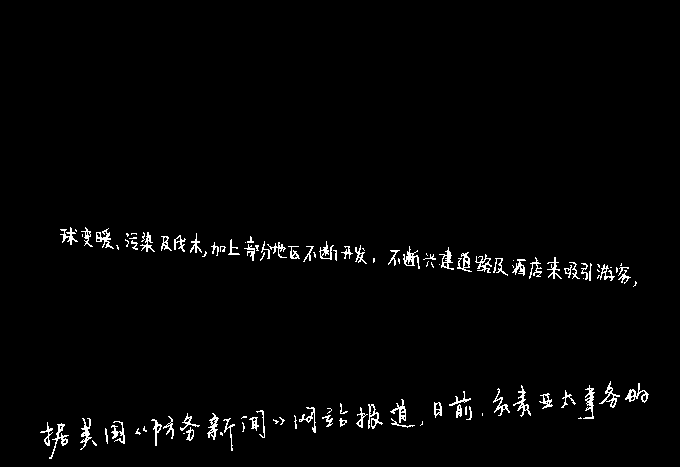 球变暖、污染及伐木,加上部分地区不断开发,不断兴建道路及酒店来吸引游客,
据美国《防务新闻》网站报道,日前,负责亚太事务的